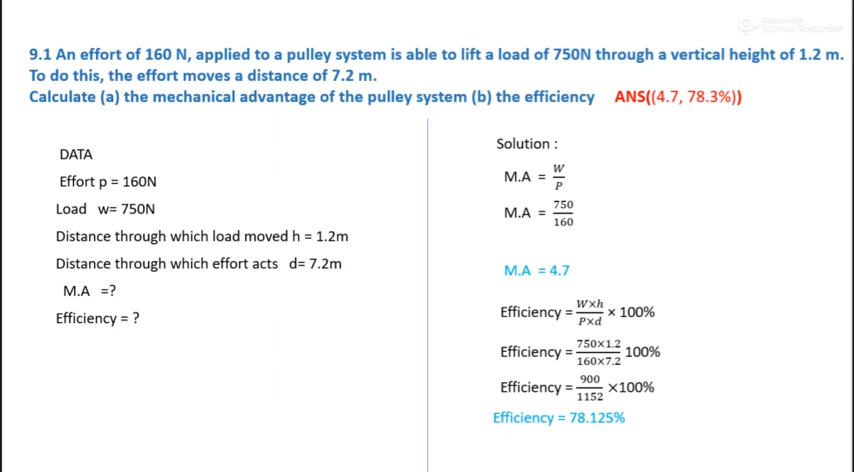 Screen Recorder
9.1 An effort of 160 N, applied to a pulley system is able to lift a load of 750N through a vertical height of 1.2 m.
To do this, the effort moves a distance of 7.2 m.
Calculate (a) the mechanical advantage of the pulley system (b) the efficiency ANS((4.7, 78.3%))
DATA
Effort p = 160N
Load w= 750N
Distance through which load moved h = 1.2m
Distance through which effort acts d= 7.2m
M.A =?
Efficiency = ?
Solution :
M.A = W/P
M.A = 750/160
M.A = 4.7
Efficiency = W×h/P×d × 100%
Efficiency = 750×1.2/160×7.2 100%
Efficiency = 900/1152 ×100%
Efficiency = 78.125%